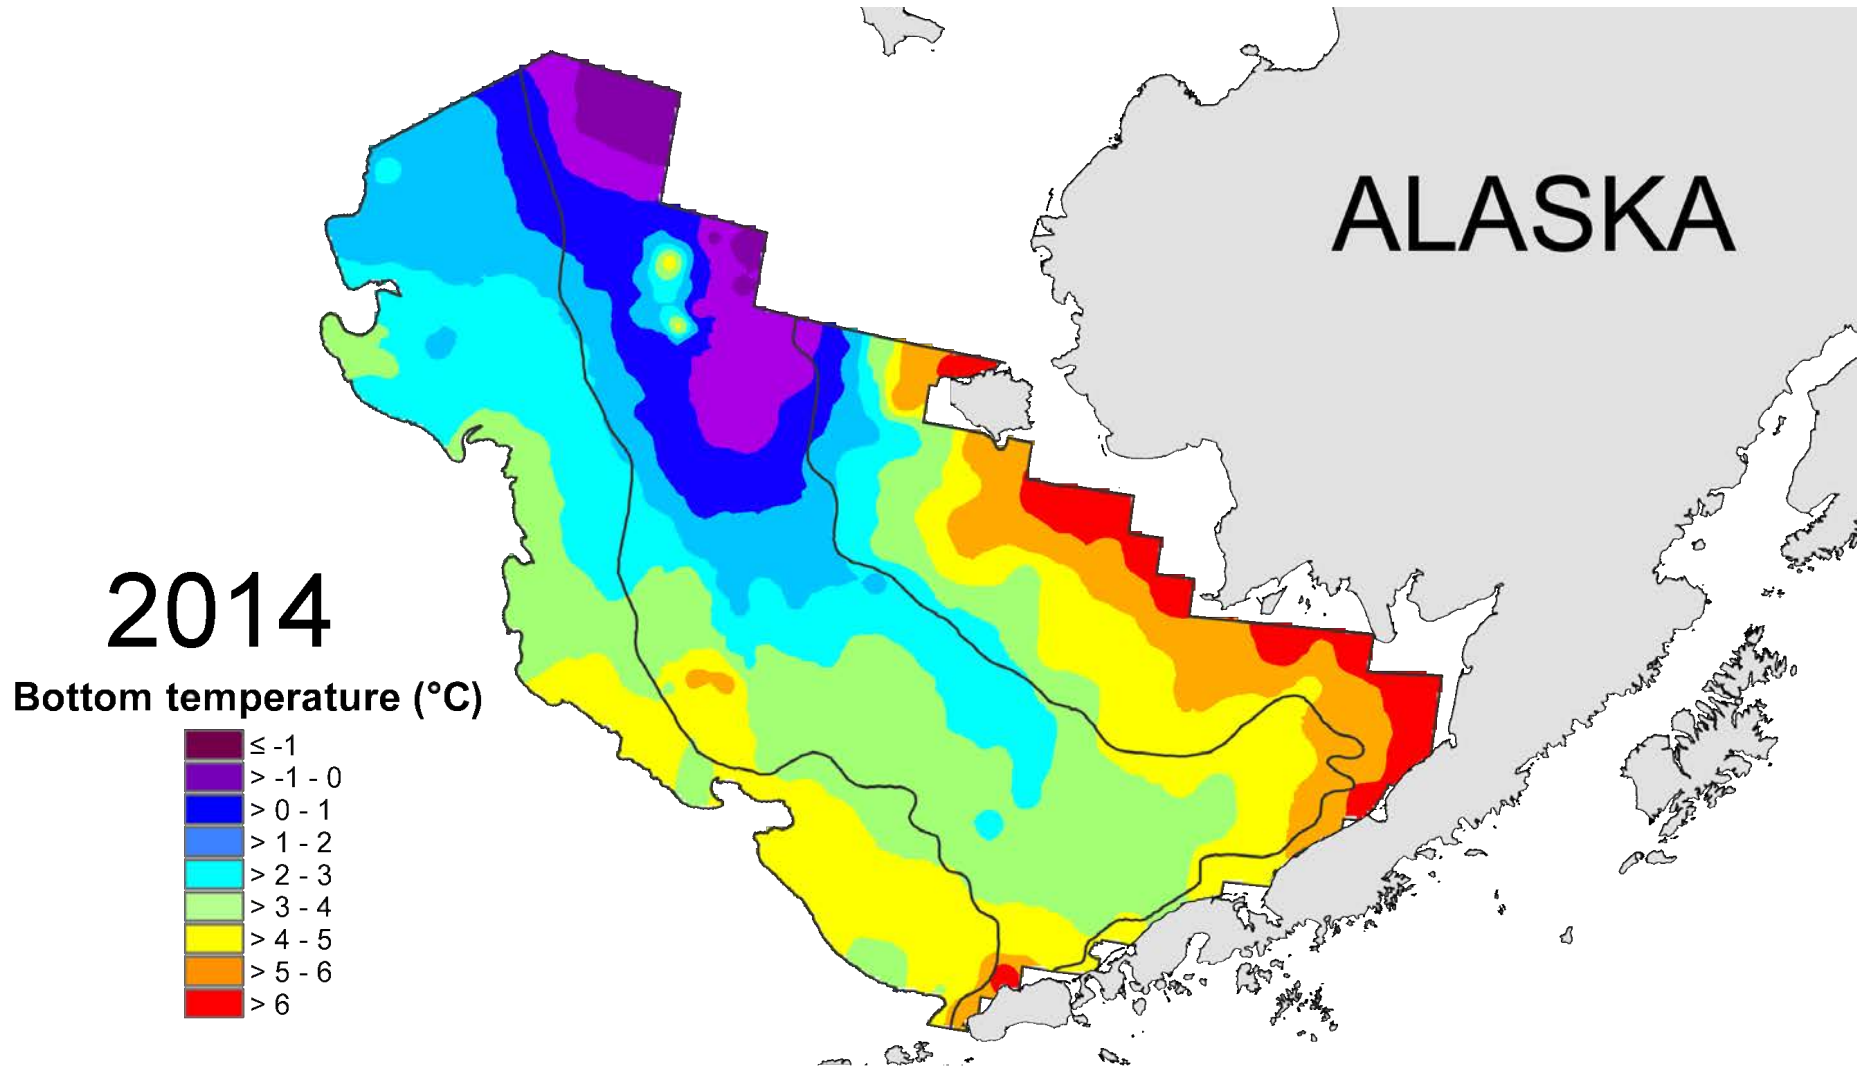 ALASKA
2014
Bottom temperature (°C)
≤ -1
> -1 - 0
> 0 - 1
> 1 - 2
> 2 - 3
> 3 - 4
> 4 - 5
> 5 - 6
> 6